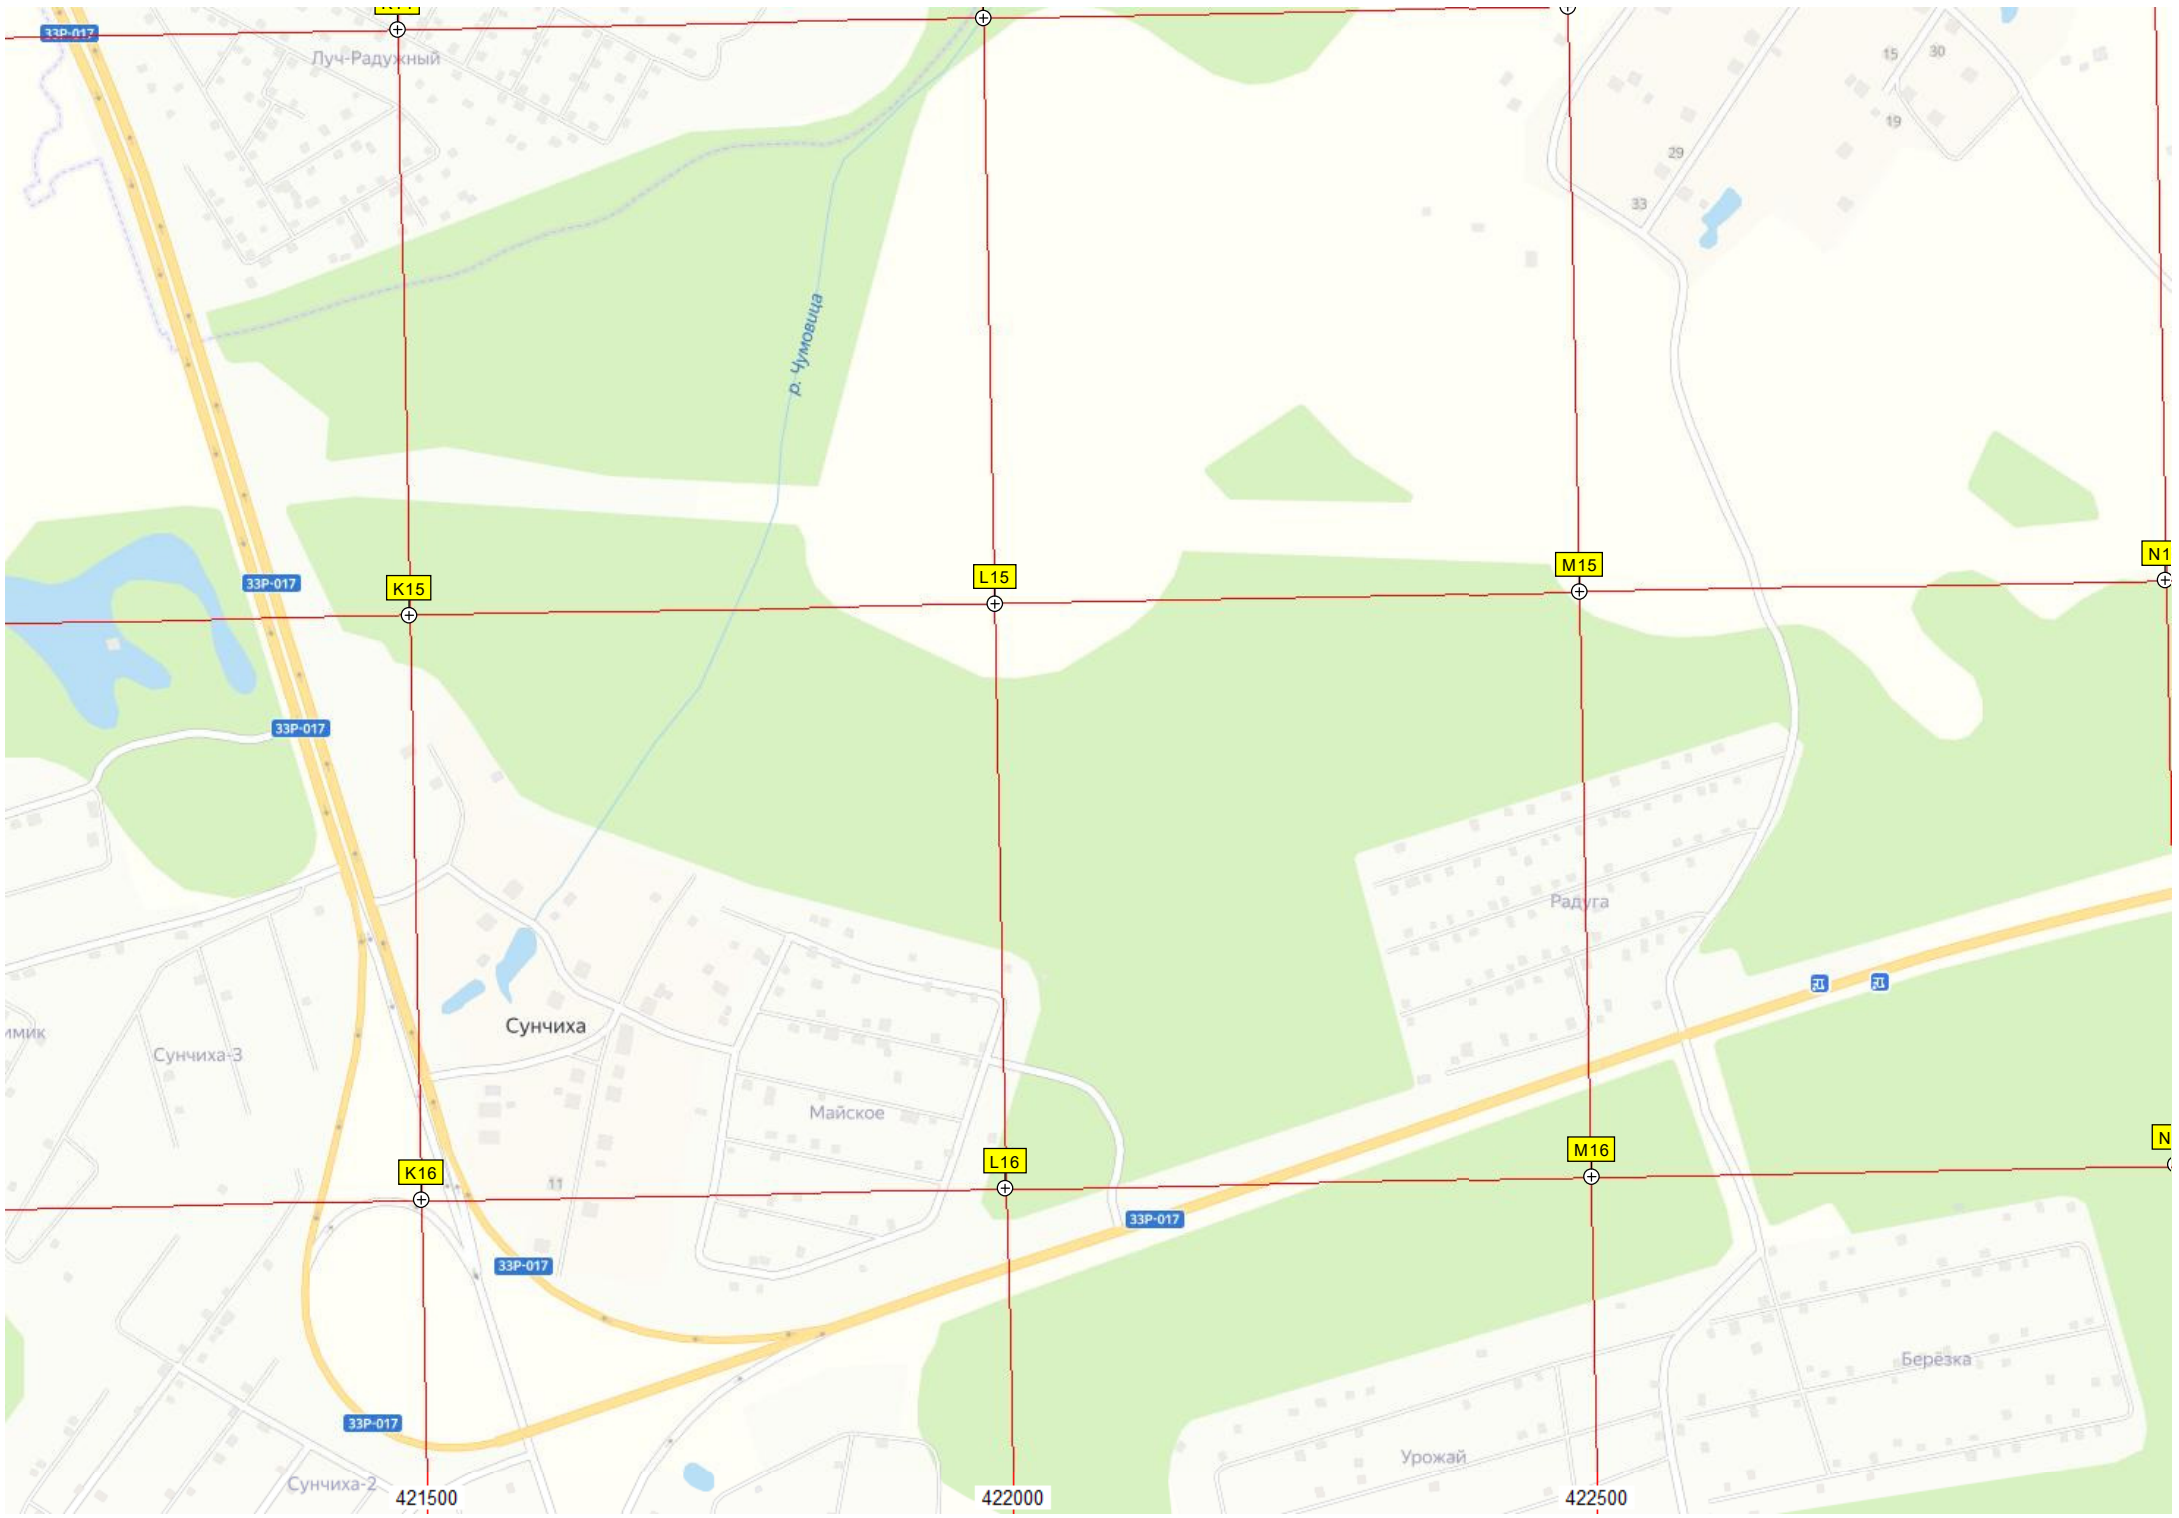 33Р-017
Луч-Радужный
15
30
19
29
33
р. Чумовица
33Р-017
K15
L15
M15
N1
33Р-017
Радуга
Сунчиха
имик
Сунчиха-3
Майское
11
K16
L16
M16
N
33Р-017
33Р-017
33Р-017
Берёзка
Урожай
Сунчиха-2
421500
422000
422500